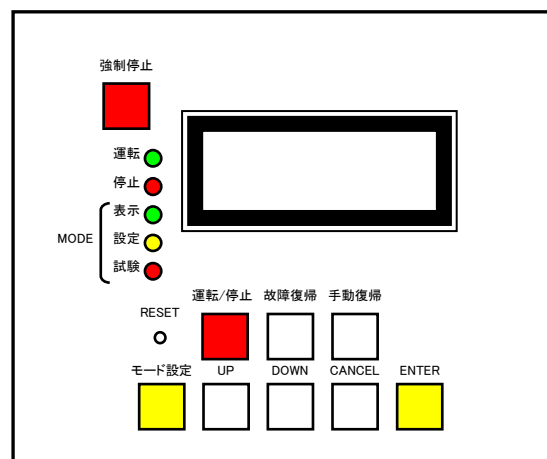 強制停止
運転
停止
表示
MODE
設定
試験
運転/停止 故障復帰 手動復帰
RESET
モード設定 UP DOWN CANCEL ENTER